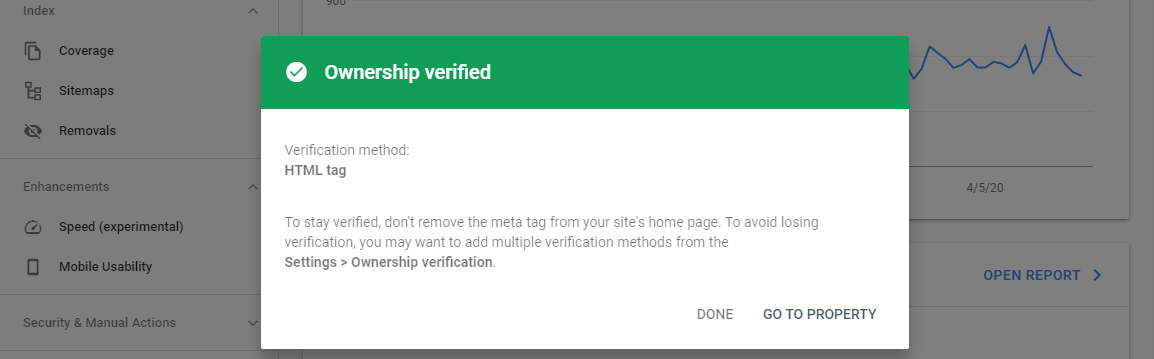 Index
900
Coverage
Sitemaps
Removals
Enhancements
Speed (experimental)
Mobile Usability
Security & Manual Actions
Ownership verified
Verification method:
HTML tag
To stay verified, don't remove the meta tag from your site's home page. To avoid losing
verification, you may want to add multiple verification methods from the
Settings > Ownership verification.
DONE
GO TO PROPERTY
4/5/20
OPEN REPORT